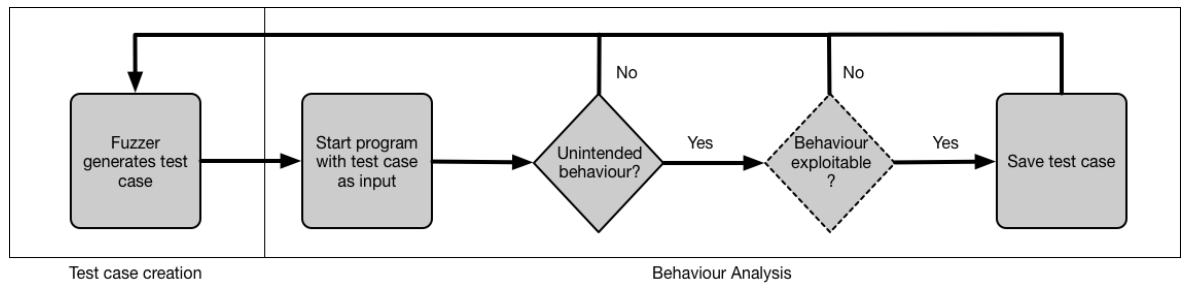 Fuzzer
generates test
case
Start program
with test case
as input
Unintended
behaviour?
No
Yes
Behaviour
exploitable
?
No
Yes
Save test case
Test case creation
Behaviour Analysis